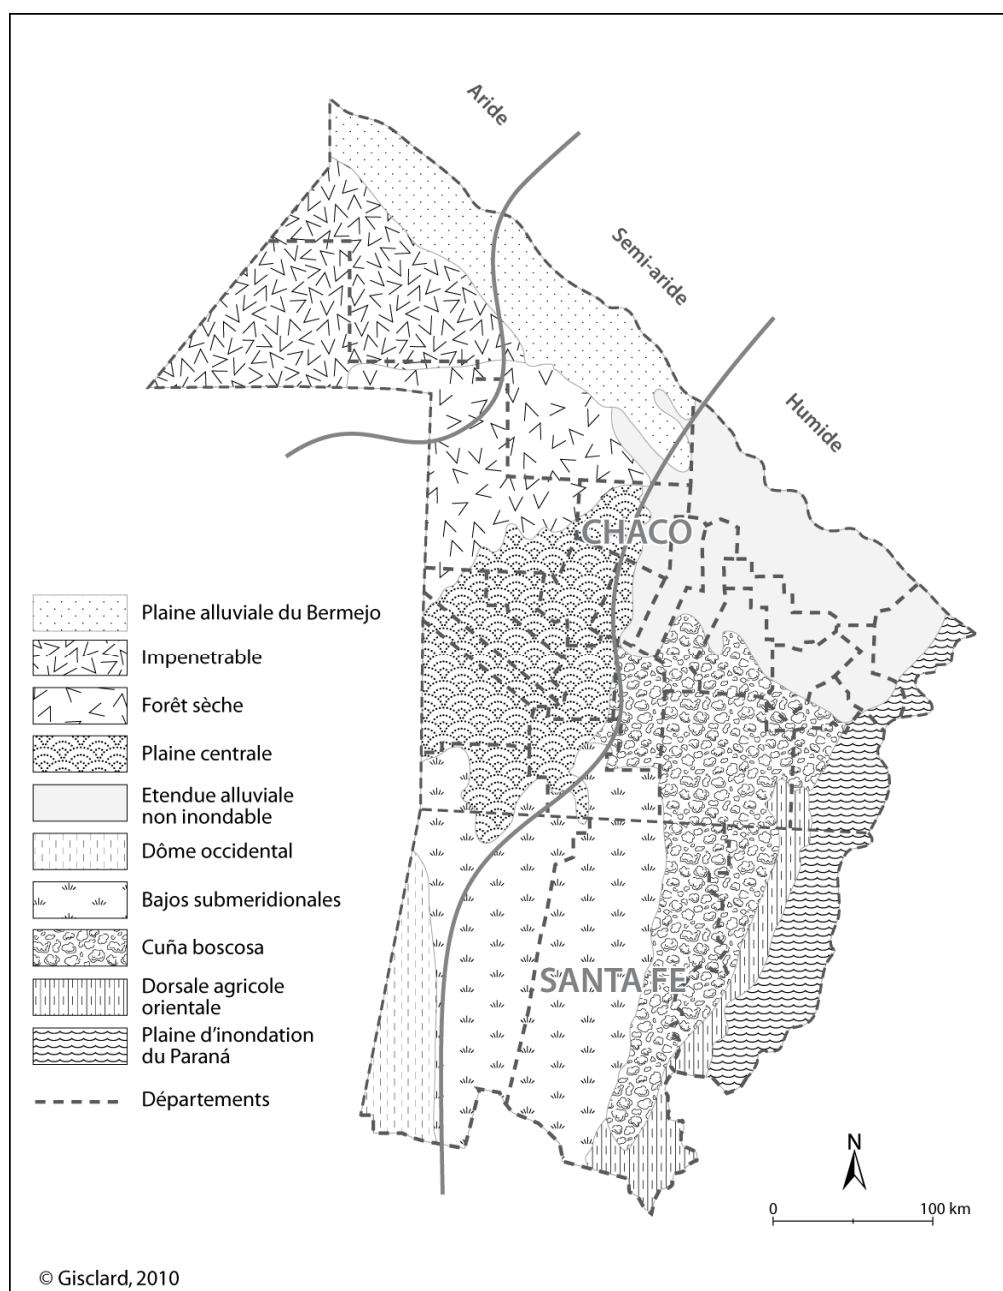 Aride
Semi-aride
Humide
CHACO
SANTA FE
Plaine alluviale du Bermejo
Impenetrable
Forêt sèche
Plaine centrale
Etendue alluviale
non inondable
Dôme occidental
Bajos submeridionales
Cuña boscosa
Dorsale agricole
orientale
Plaine d'inondation
du Paraná
Départements
N
0 100 km
© Gisclard, 2010